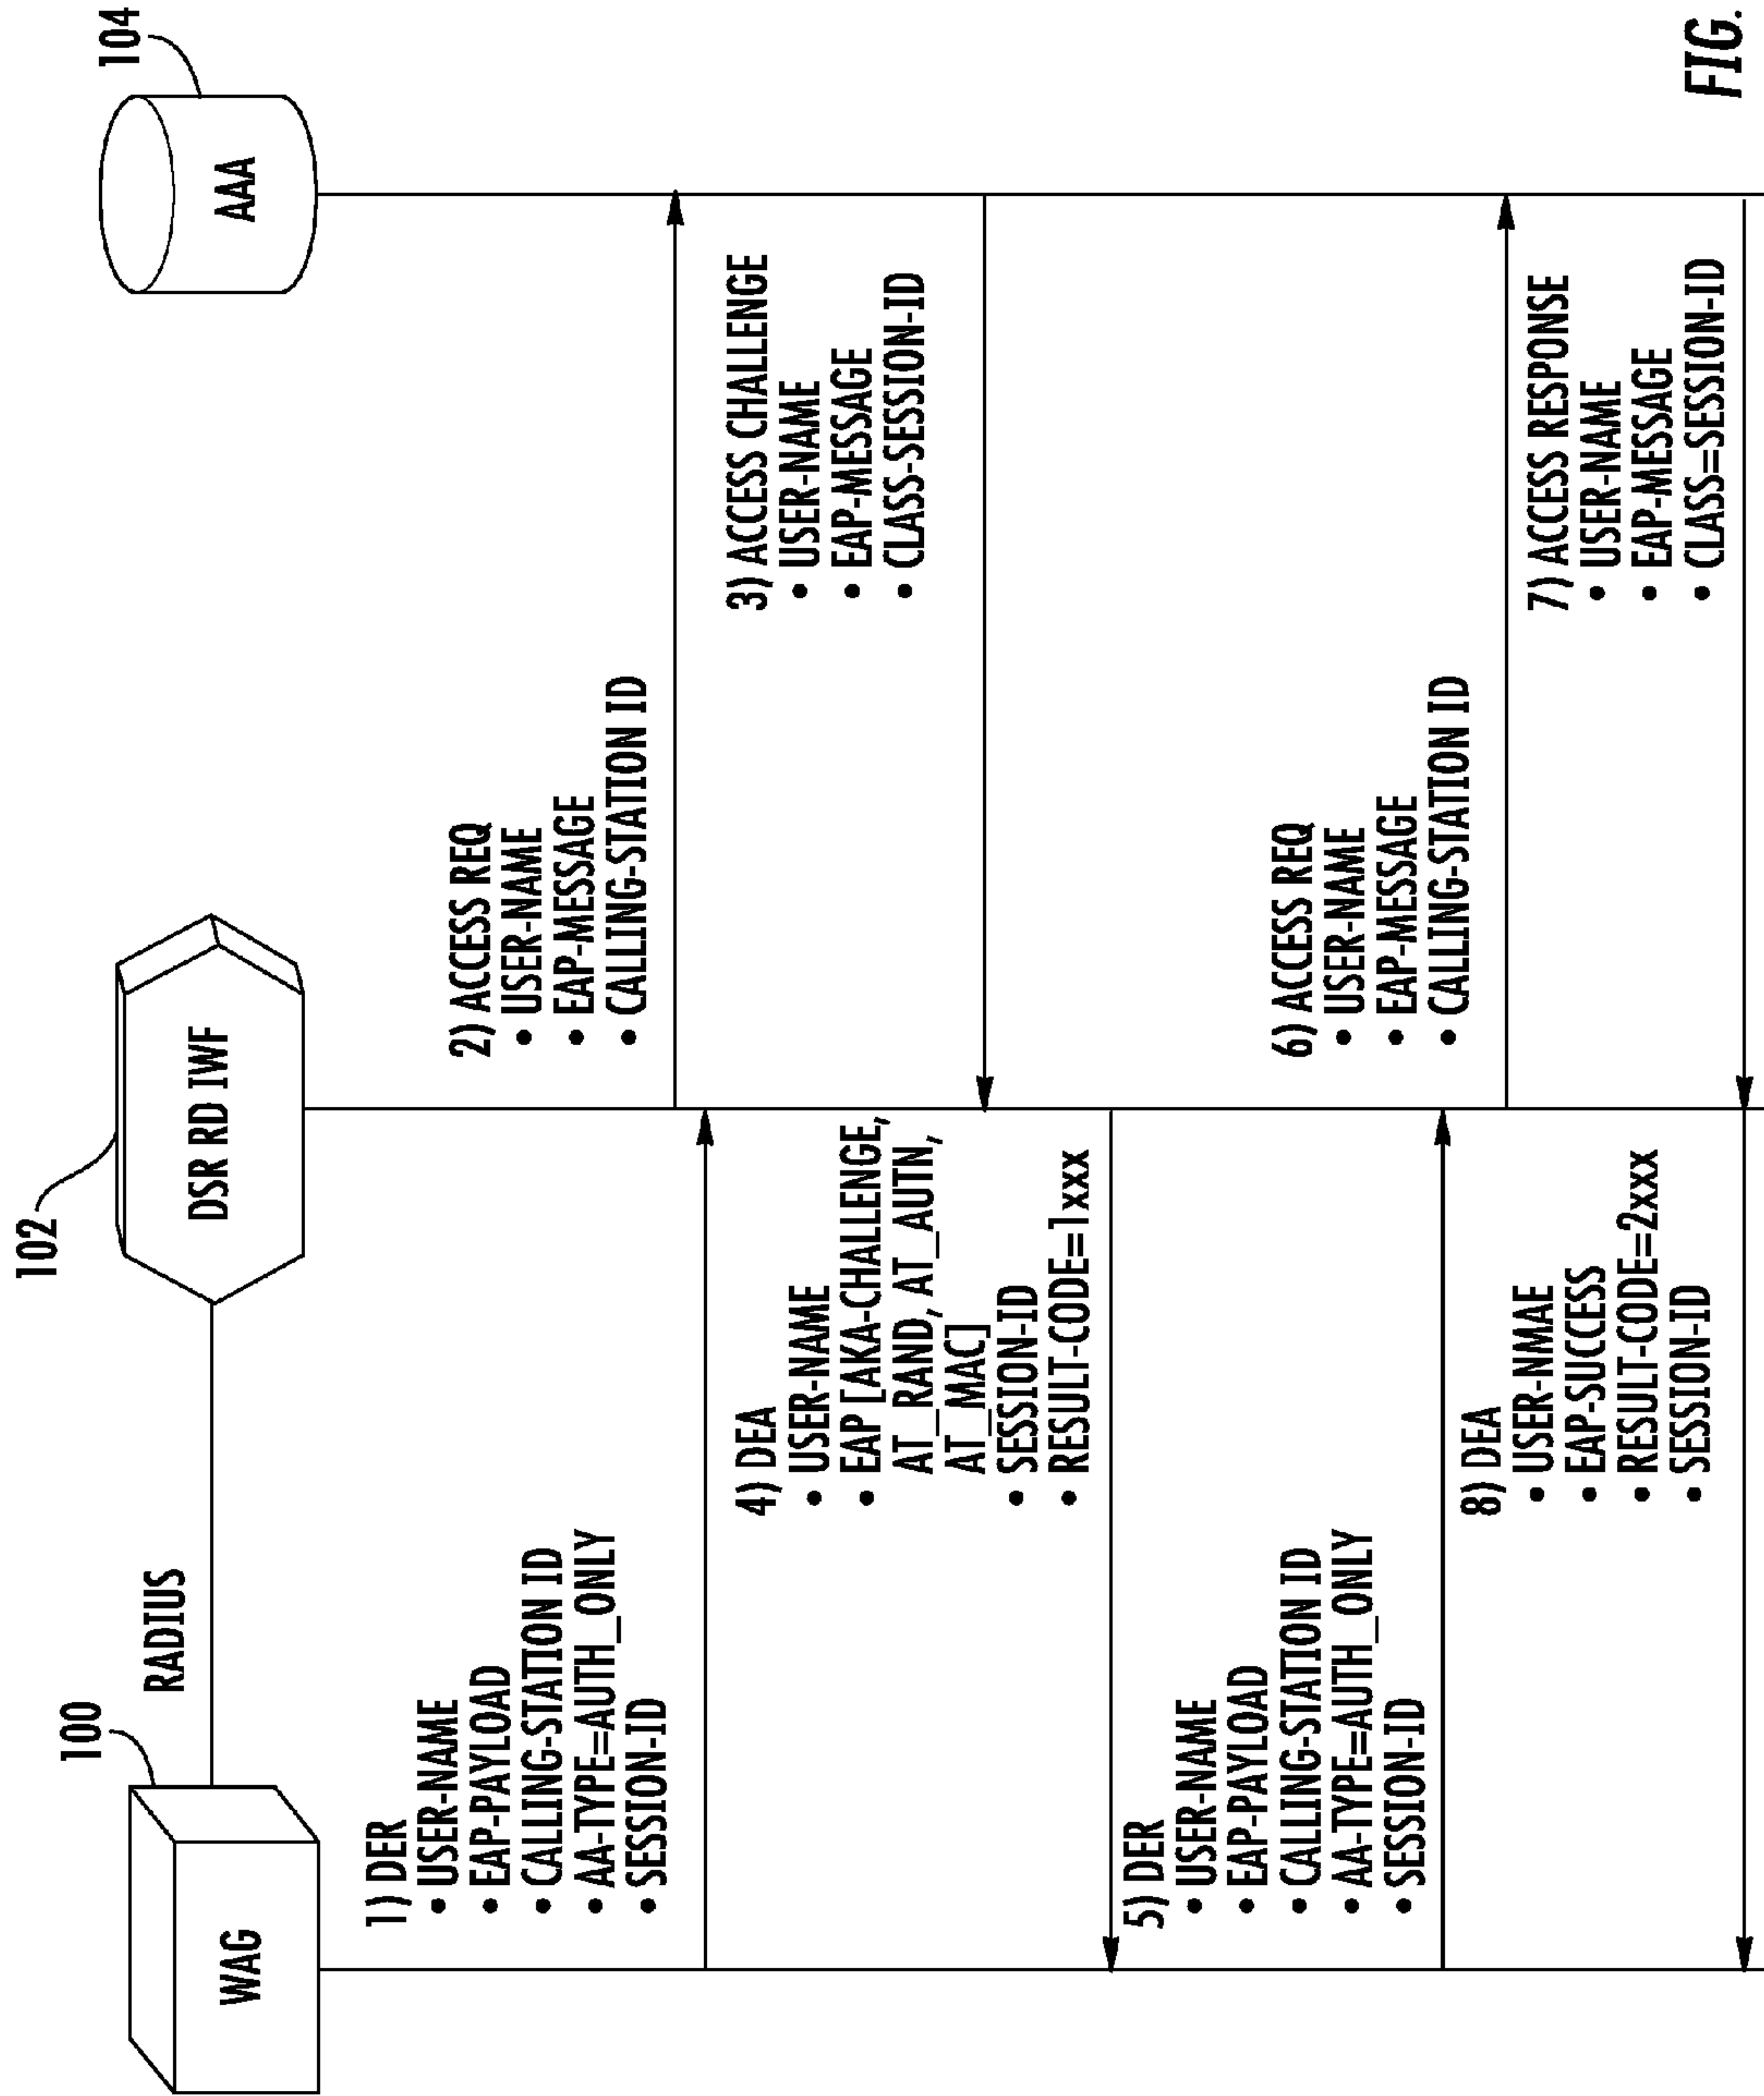 100
102
104
WAG
RADIUS
DSR RD IWF
AAA
1) DER
• USER-NAME
• EAP-PAYLOAD
• CALLING-STATION ID
• AA-TYPE=AUTH_ONLY
• SESSION-ID
2) ACCESS REQ
• USER-NAME
• EAP-MESSAGE
• CALLING-STATION ID
3) ACCESS CHALLENGE
• USER-NAME
• EAP-MESSAGE
• CLASS-SESSION-ID
4) DEA
• USER-NAME
• EAP [AKA-CHALLENGE,
AT_RAND, AT_AUTN,
AT_MAC]
• SESSION-ID
• RESULT-CODE=1xxx
5) DER
• USER-NAME
• EAP-PAYLOAD
• CALLING-STATION ID
• AA-TYPE=AUTH_ONLY
• SESSION-ID
6) ACCESS REQ
• USER-NAME
• EAP-MESSAGE
• CALLING-STATION ID
7) ACCESS RESPONSE
• USER-NAME
• EAP-MESSAGE
• CLASS=SESSION-ID
8) DEA
• USER-NMAE
• EAP-SUCCESS
• RESULT-CODE=2xxx
• SESSION-ID
FIG.